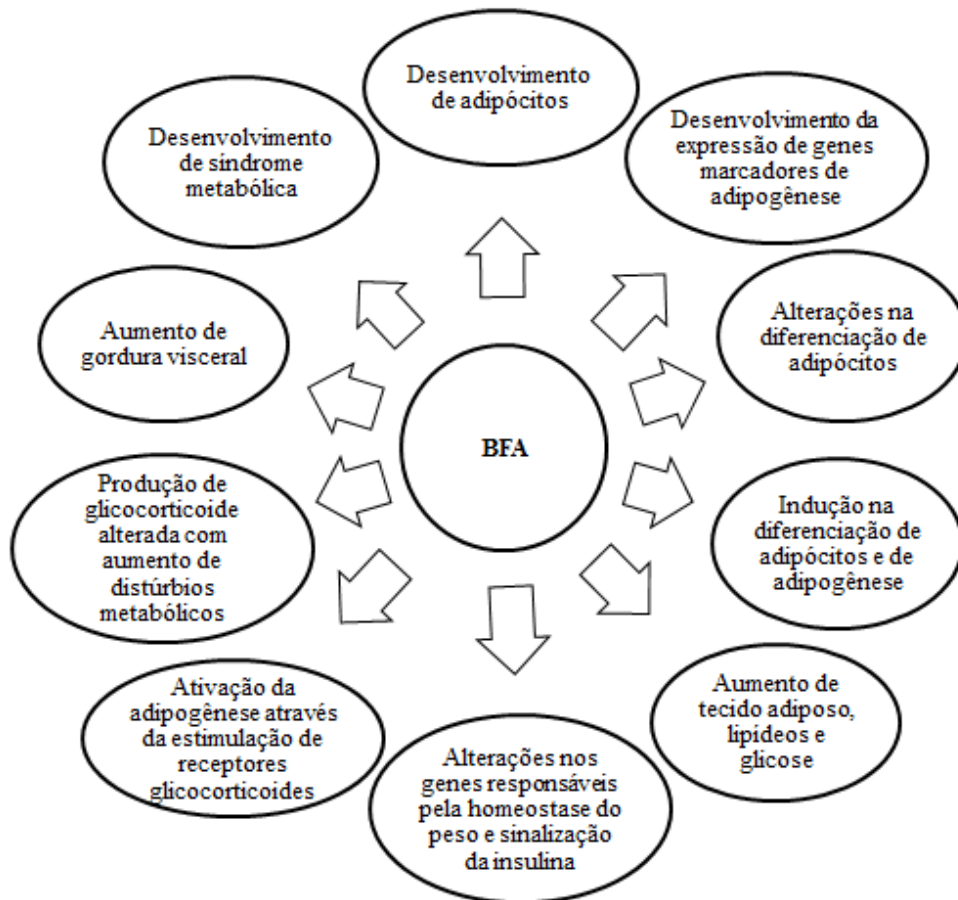 Desenvolvimento
de adipócitos
Desenvolvimento da
expressão de genes
marcadores de
adipogênese
Alterações na
diferenciação de
adipócitos
Indução na
diferenciação de
adipócitos e de
adipogênese
Aumento de
tecido adiposo,
lipídeos e
glicose
Alterações nos
genes responsáveis
pela homeostase do
peso e sinalização
da insulina
Ativação da
adipogênese através
da estimulação de
receptores
glicocorticoides
Produção de
glicocorticoide
alterada com
aumento de
distúrbios
metabólicos
Aumento de
gordura visceral
Desenvolvimento
de síndrome
metabólica
BFA